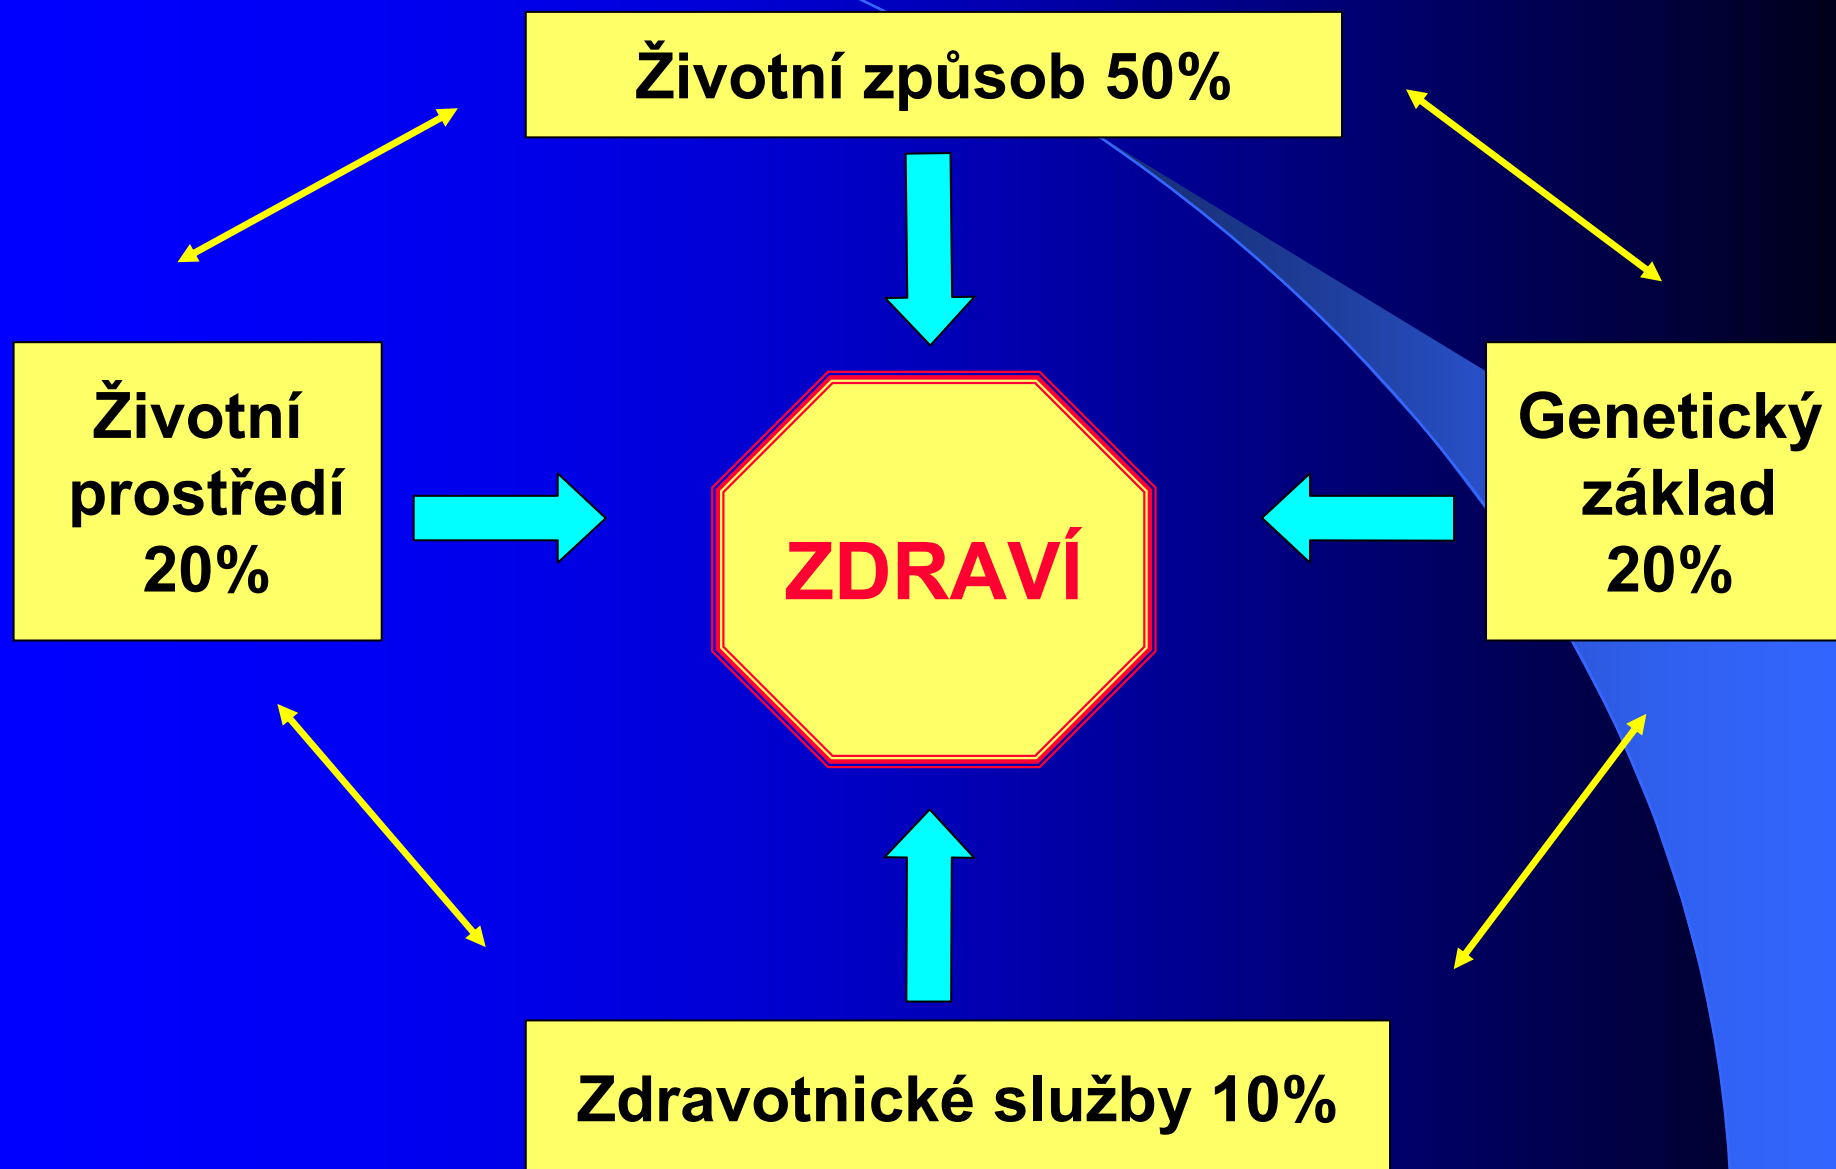 Životní způsob 50%
Životní
prostředí
20%
ZDRAVÍ
Genetický
základ
20%
Zdravotnické služby 10%